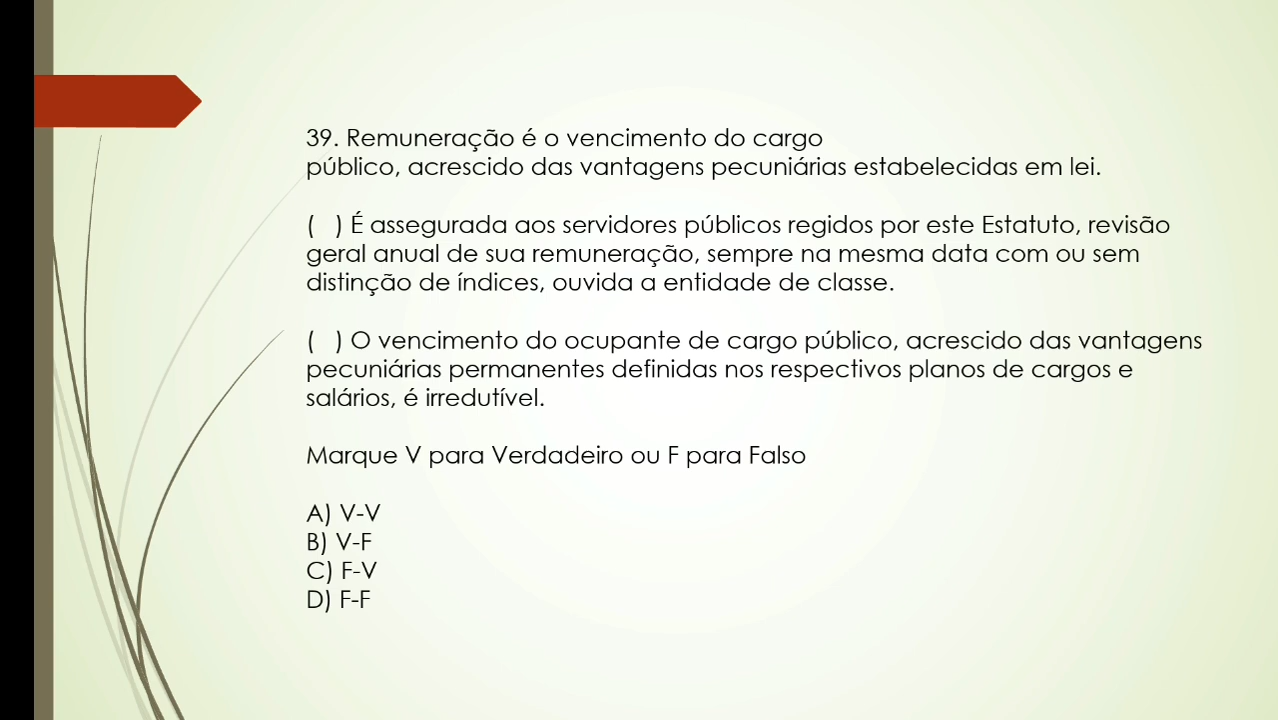 39. Remuneração é o vencimento do cargo
público, acrescido das vantagens pecuniárias estabelecidas em lei.
(   ) É assegurada aos servidores públicos regidos por este Estatuto, revisão
geral anual de sua remuneração, sempre na mesma data com ou sem
distinção de índices, ouvida a entidade de classe.
(   ) O vencimento do ocupante de cargo público, acrescido das vantagens
pecuniárias permanentes definidas nos respectivos planos de cargos e
salários, é irredutível.
Marque V para Verdadeiro ou F para Falso
A) V-V
B) V-F
C) F-V
D) F-F